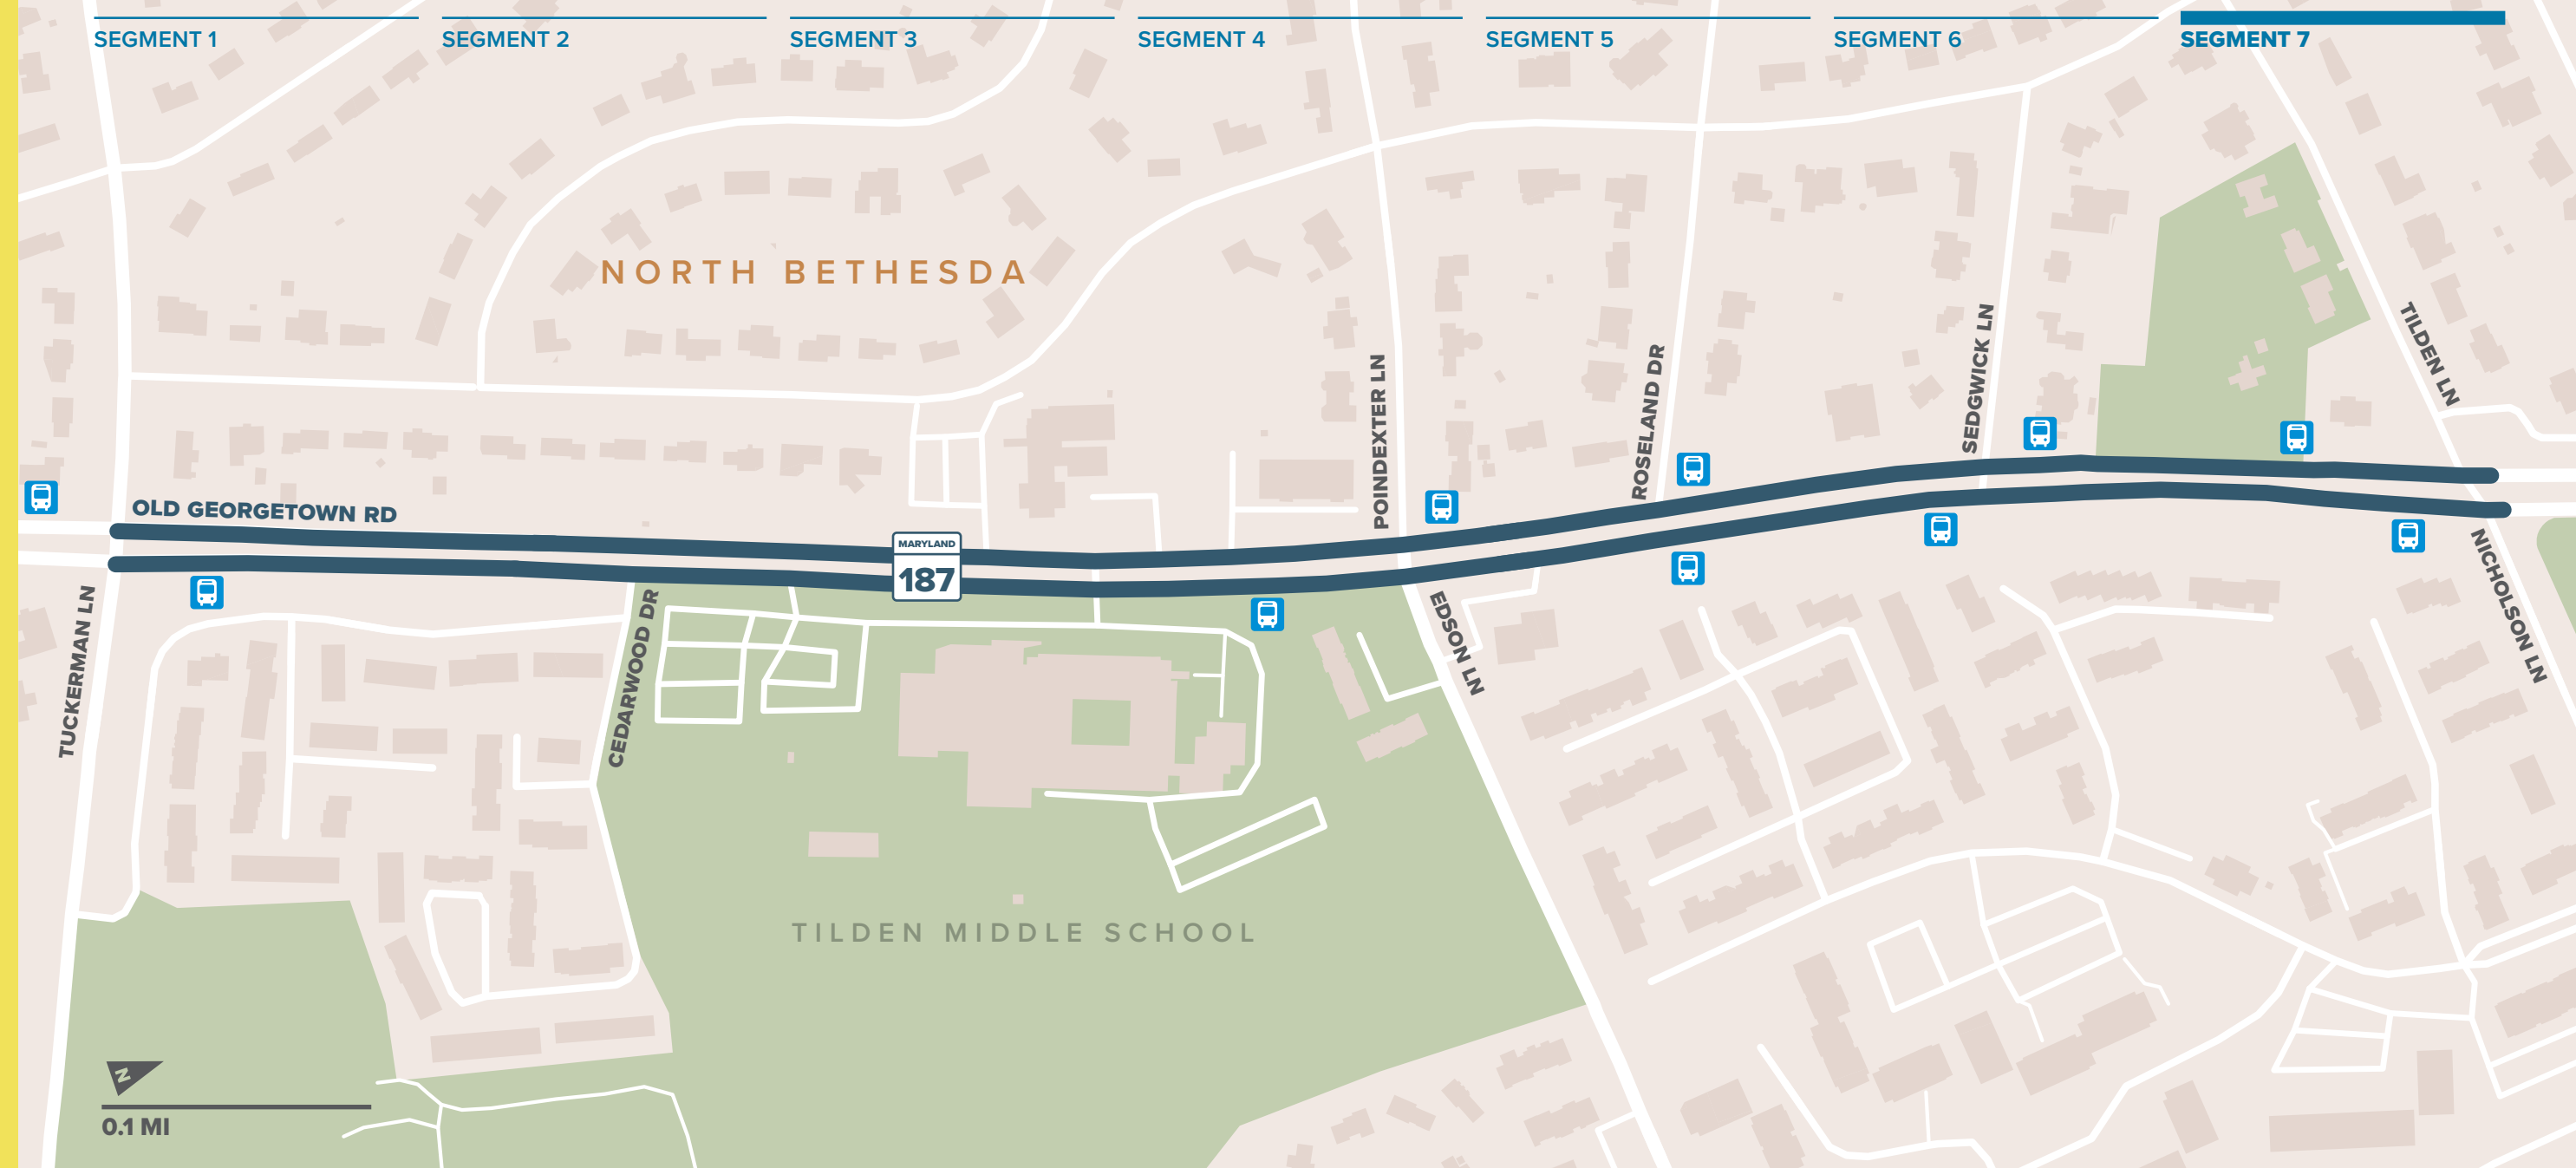 SEGMENT 1
SEGMENT 2
SEGMENT 3
SEGMENT 4
SEGMENT 5
SEGMENT 6
SEGMENT 7
NORTH BETHESDA
POINDEXTER LN
ROSELAND DR
SEDGWICK LN
TILDEN LN
OLD GEORGETOWN RD
MARYLAND
187
TUCKERMAN LN
CEDARWOOD DR
EDSON LN
NICHOLSON LN
TILDEN MIDDLE SCHOOL
N
0.1 MI